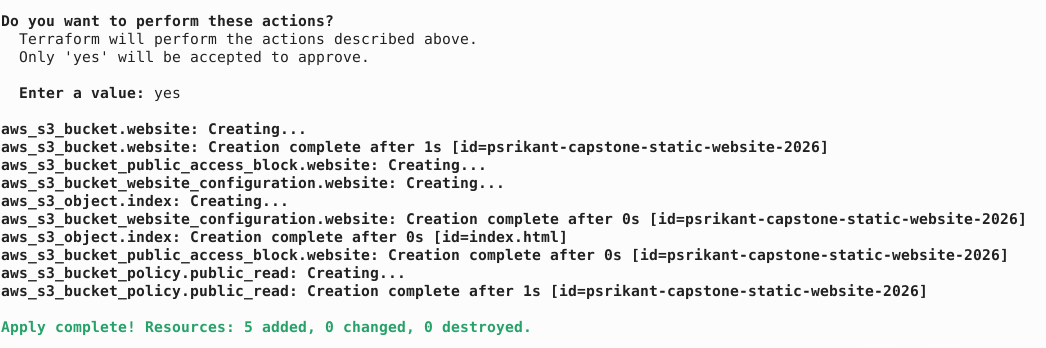 Do you want to perform these actions?
Terraform will perform the actions described above.
Only 'yes' will be accepted to approve.
Enter a value: yes
aws_s3_bucket.website: Creating...
aws_s3_bucket.website: Creation complete after 1s [id=psrikant-capstone-static-website-2026]
aws_s3_bucket_public_access_block.website: Creating...
aws_s3_bucket_website_configuration.website: Creating...
aws_s3_object.index: Creating...
aws_s3_bucket_website_configuration.website: Creation complete after 0s [id=psrikant-capstone-static-website-2026]
aws_s3_object.index: Creation complete after 0s [id=index.html]
aws_s3_bucket_public_access_block.website: Creation complete after 0s [id=psrikant-capstone-static-website-2026]
aws_s3_bucket_policy.public_read: Creating...
aws_s3_bucket_policy.public_read: Creation complete after 1s [id=psrikant-capstone-static-website-2026]
Apply complete! Resources: 5 added, 0 changed, 0 destroyed.